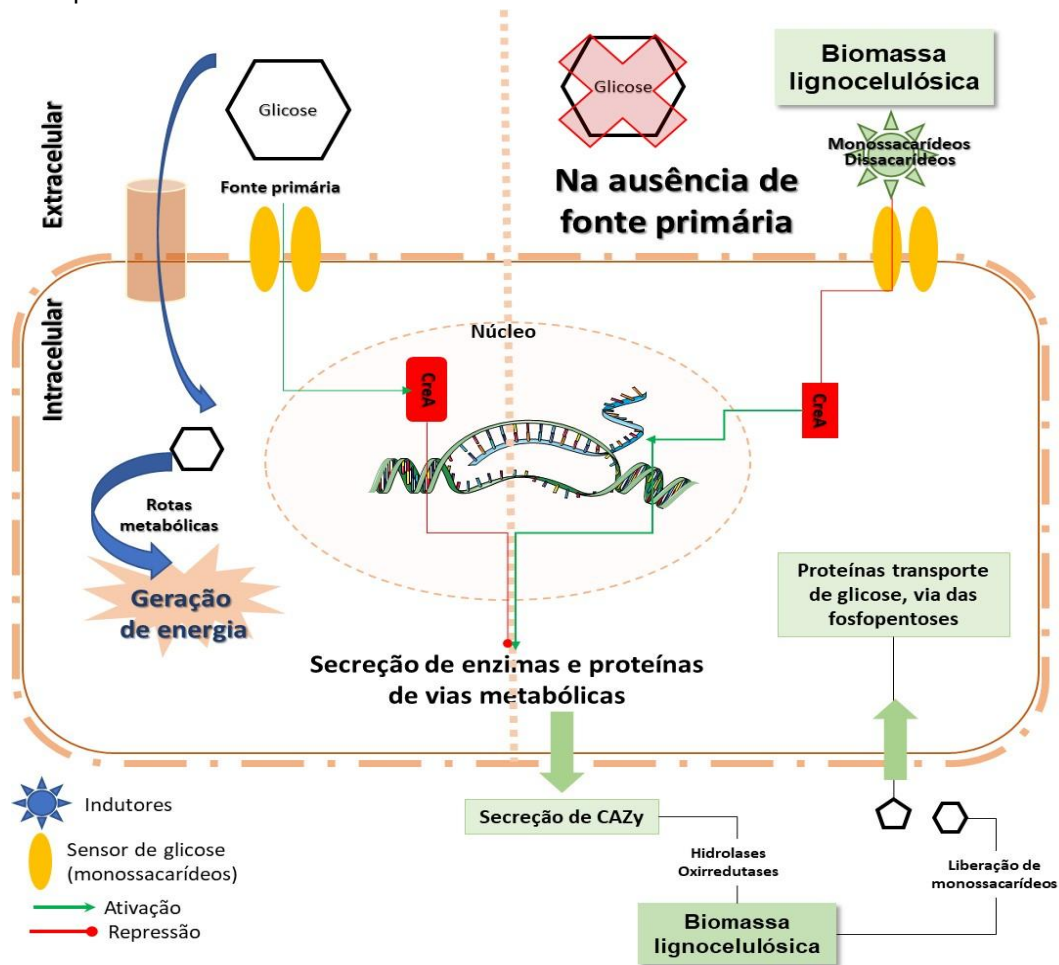 Extracelular
Glicose
Fonte primária
Glicose
Na ausência de
fonte primária
Biomassa
lignocelulósica
Monossacarídeos
Dissacarídeos
Intracelular
Núcleo
CreA
CreA
Rotas
metabólicas
Geração
de energia
Secreção de enzimas e proteínas
de vias metabólicas
Proteínas transporte
de glicose, via das
fosfopentoses
Indutores
Sensor de glicose
(monossacarídeos)
Ativação
Repressão
Secreção de CAZy
Hidrolases
Oxirredutases
Biomassa
lignocelulósica
Liberação de
monossacarídeos